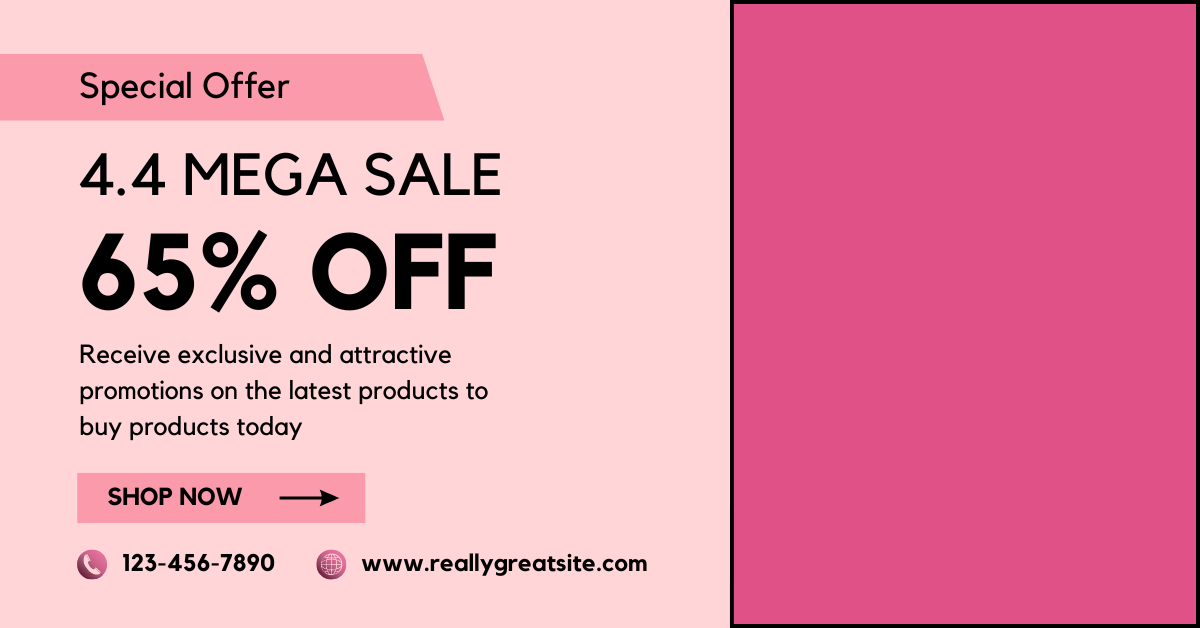 Special Offer
4.4 MEGA SALE
65% OFF
Receive exclusive and attractive
promotions on the latest products to
buy products today
SHOP NOW
123-456-7890
www.reallygreatsite.com